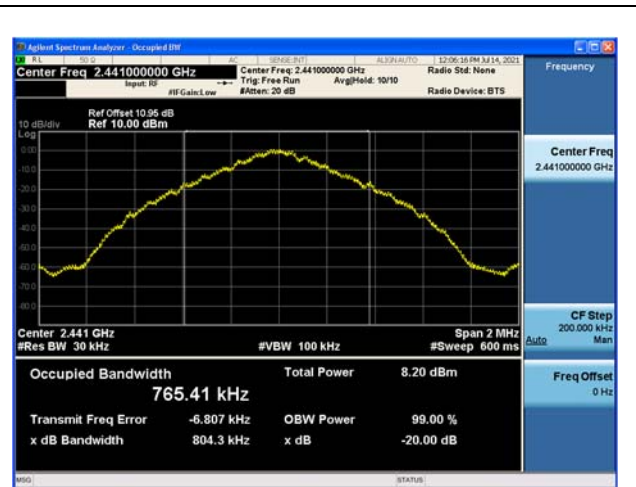 Agilent Spectrum Analyzer - Occupied BW
RL 50 Ω AC SENSE:INT ALIGN AUTO 12:06:16 PM Jul 14, 2021
Center Freq 2.441000000 GHz
Input: RF
#IFGain:Low
Center Freq: 2.441000000 GHz
Trig: Free Run Avg|Hold: 10/10
#Atten: 20 dB
Radio Std: None
Radio Device: BTS
Frequency
Ref Offset 10.95 dB
10 dB/div Ref 10.00 dBm
Log
0.00
-10.0
-20.0
-30.0
-40.0
-50.0
-60.0
-70.0
-80.0
Center Freq
2.441000000 GHz
Center 2.441 GHz Span 2 MHz
#Res BW 30 kHz #VBW 100 kHz #Sweep 600 ms
CF Step
200.000 kHz
Auto Man
Occupied Bandwidth Total Power 8.20 dBm
765.41 kHz
Transmit Freq Error -6.807 kHz OBW Power 99.00 %
x dB Bandwidth 804.3 kHz x dB -20.00 dB
Freq Offset
0 Hz
MSG STATUS